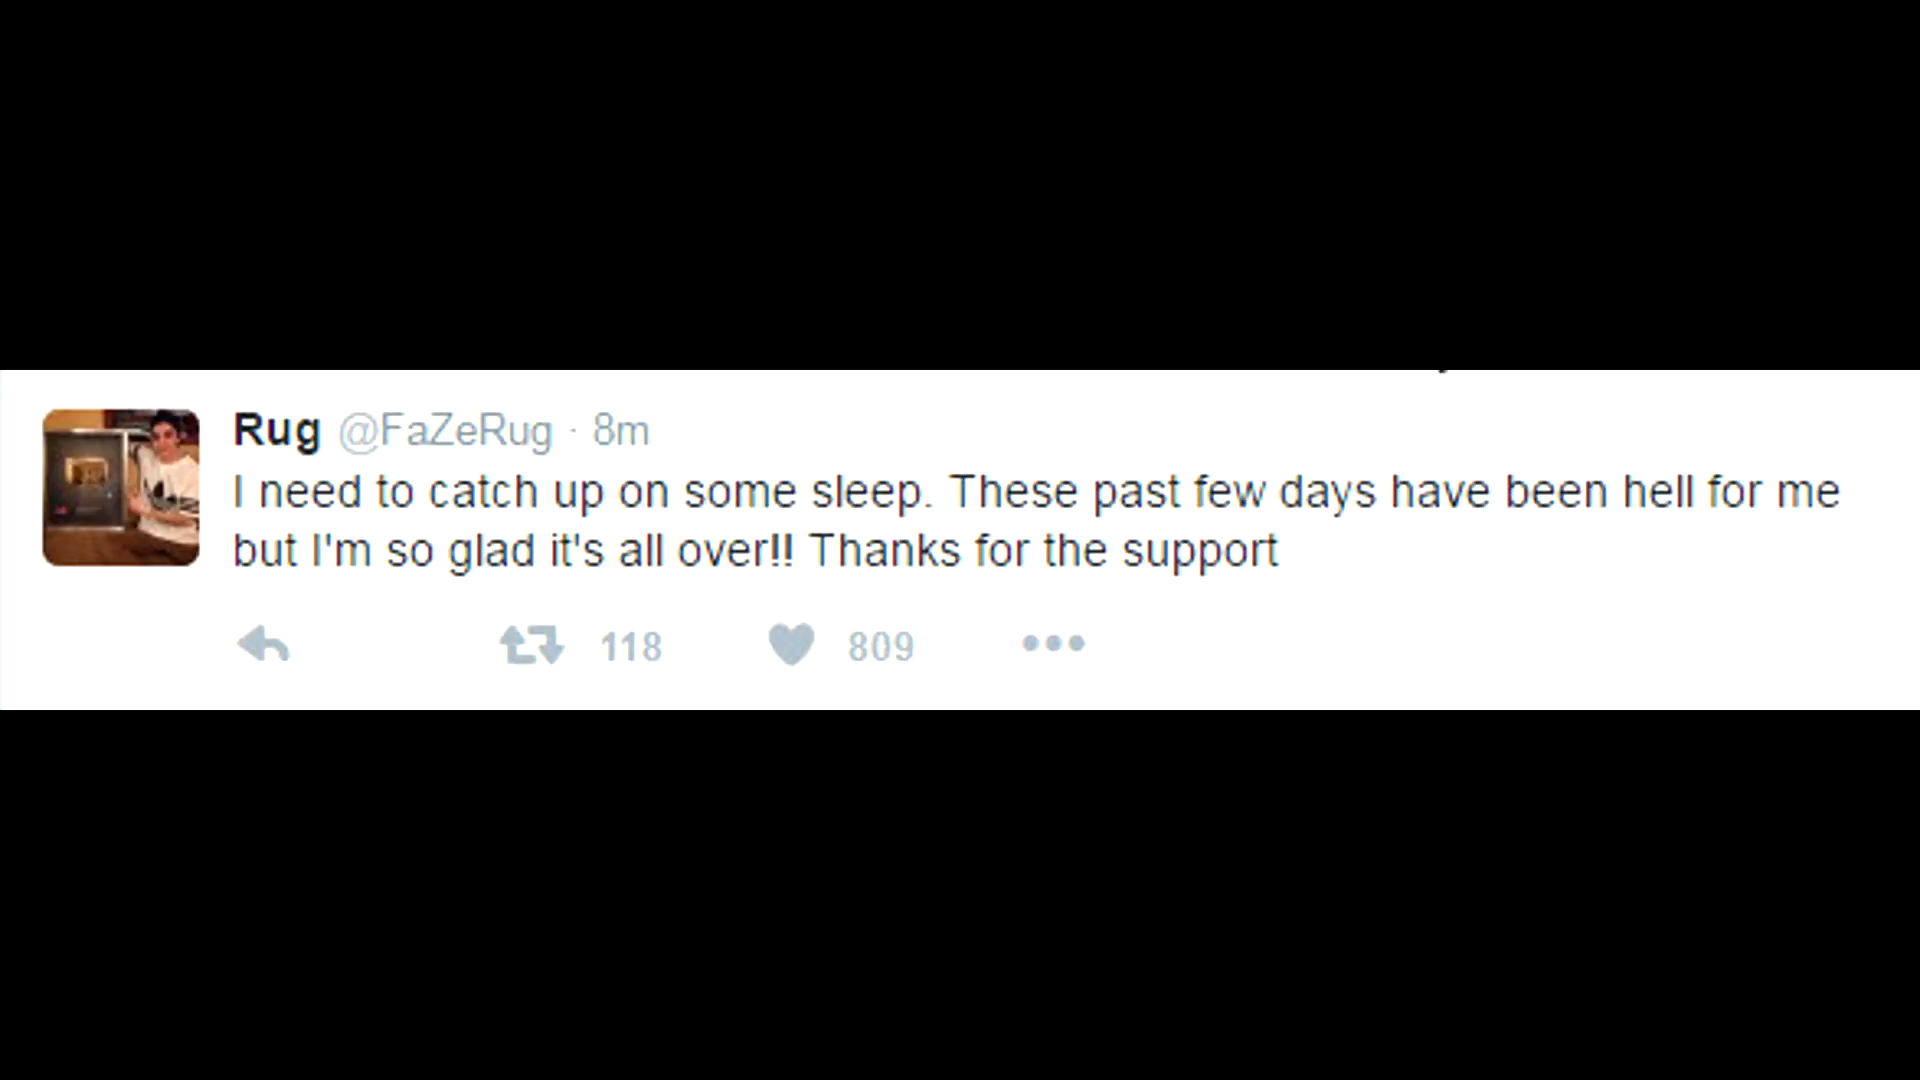 Rug @FaZeRug · 8m
I need to catch up on some sleep. These past few days have been hell for me
but I'm so glad it's all over!! Thanks for the support
118 809